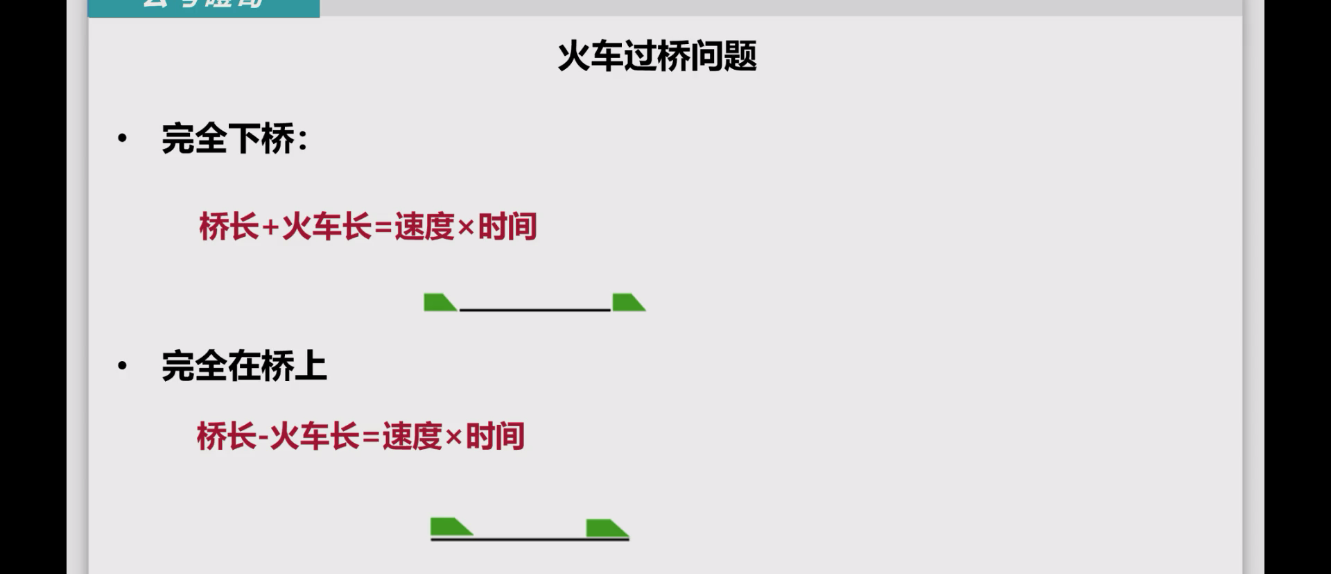 火车过桥问题
• 完全下桥：
桥长+火车长=速度×时间
• 完全在桥上
桥长-火车长=速度×时间